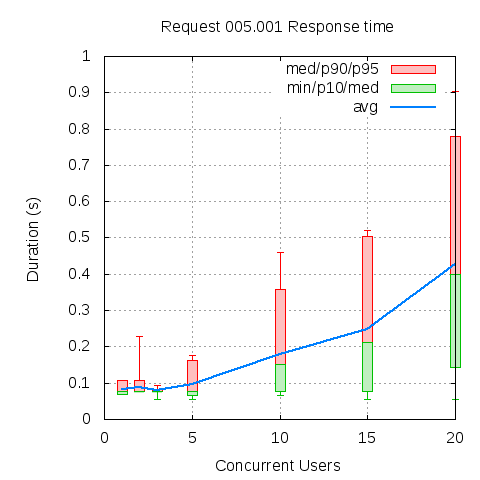 Request 005.001 Response time
med/p90/p95
min/p10/med
avg
1
0.9
0.8
0.7
0.6
0.5
0.4
0.3
0.2
0.1
0
Duration (s)
0 5 10 15 20
Concurrent Users